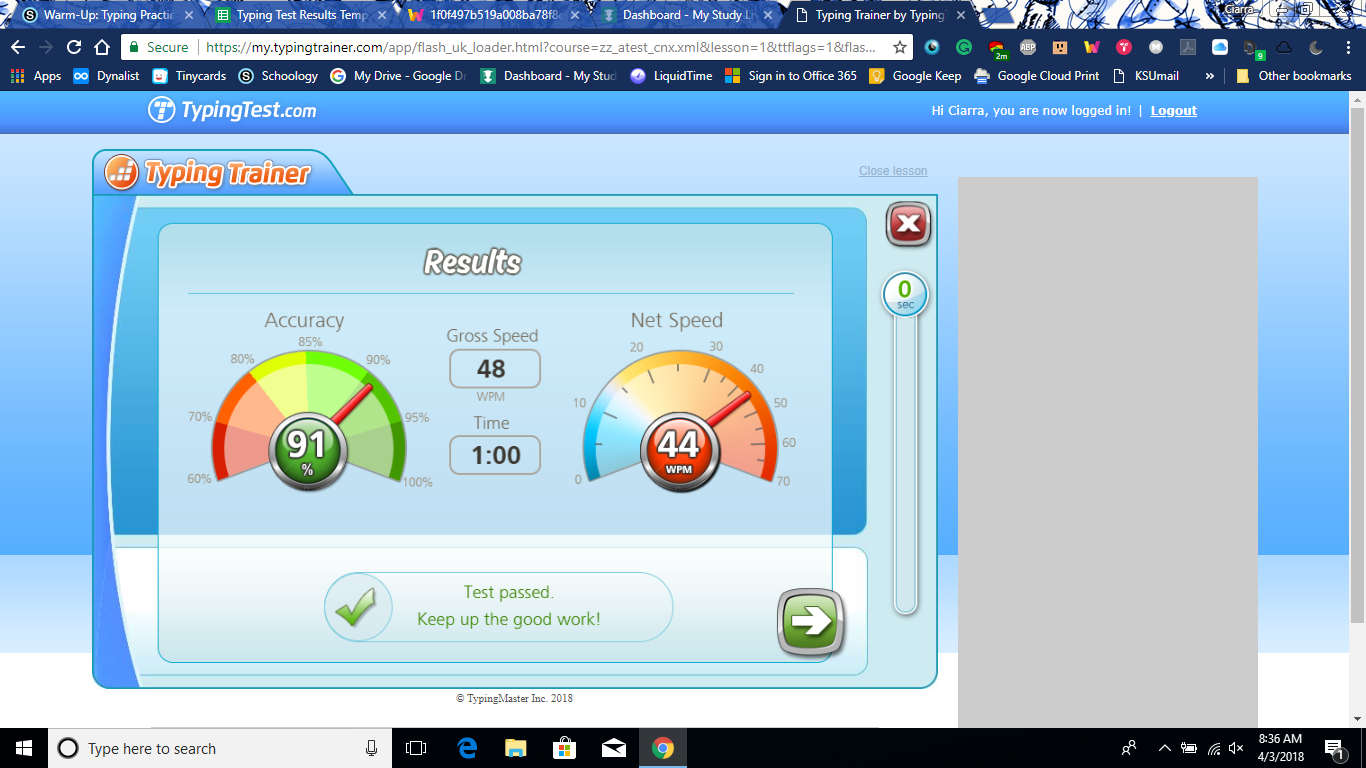 Warm-Up: Typing Practic
Typing Test Results Temp
1f0f497b519a008ba78f8
Dashboard - My Study L
Typing Trainer by Typing
Ciarra
Secure https://my.typingtrainer.com/app/flash_uk_loader.html?course=zz_atest_cnx.xml&lesson=1&ttflags=1&flas...
ABP
2m
9
Apps
Dynalist
Tinycards
Schoology
My Drive - Google Dr
Dashboard - My Stud
LiquidTime
Sign in to Office 365
Google Keep
Google Cloud Print
KSUmail
»
Other bookmarks
TypingTest.com
Hi Ciarra, you are now logged in! | Logout
Typing Trainer
Close lesson
Results
0
sec
Accuracy
60%
70%
80%
85%
90%
95%
100%
91
%
Gross Speed
48
WPM
Time
1:00
Net Speed
0
10
20
30
40
50
60
70
44
WPM
Test passed.
Keep up the good work!
© TypingMaster Inc. 2018
Type here to search
8:36 AM
4/3/2018
1